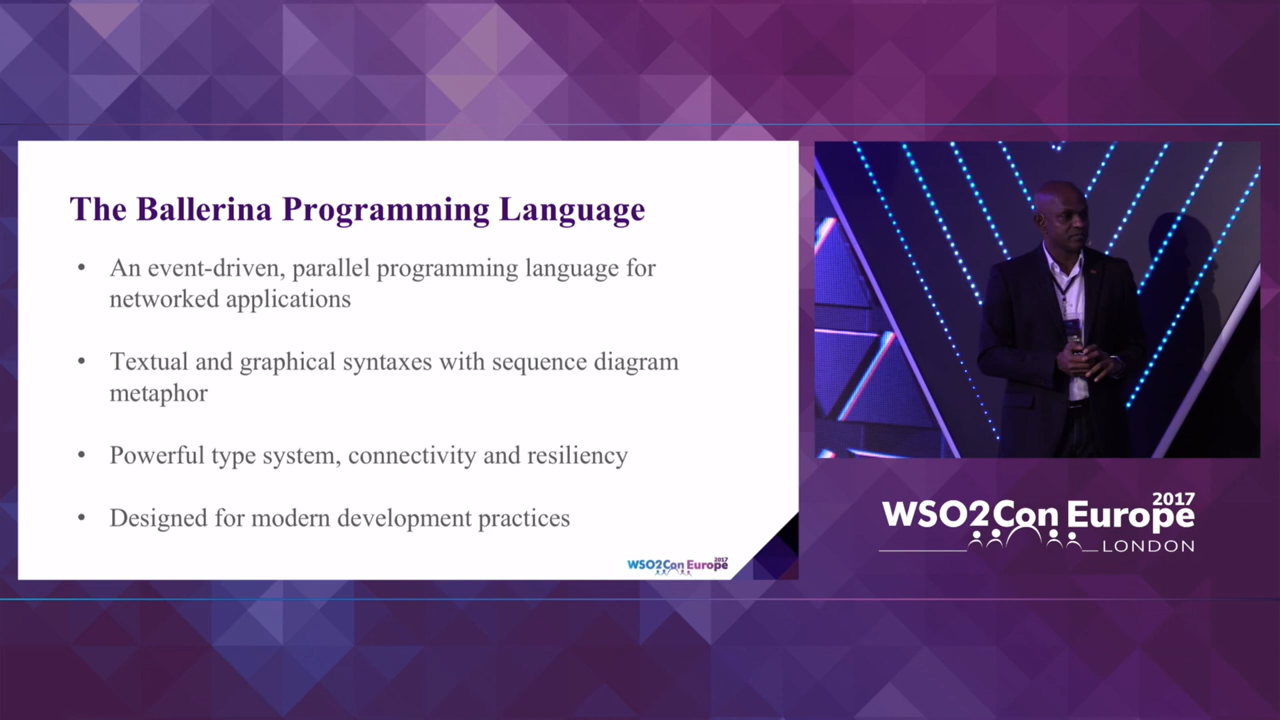 The Ballerina Programming Language
• An event-driven, parallel programming language for
networked applications
• Textual and graphical syntaxes with sequence diagram
metaphor
• Powerful type system, connectivity and resiliency
• Designed for modern development practices
WSO2Con Europe 2017
2017
WSO2Con Europe
LONDON